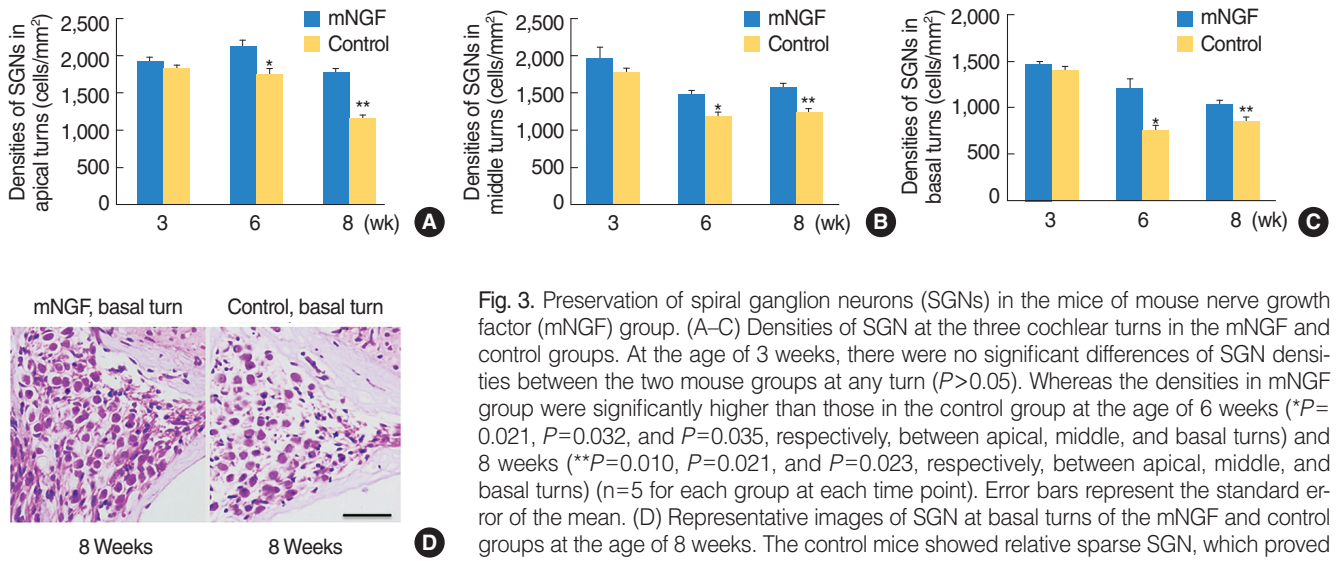 2,500
2,000
1,500
1,000
500
0
Densities of SGNs in
apical turns (cells/mm²)
mNGF
Control
*
**
3 6 8 (wk)
A
2,500
2,000
1,500
1,000
500
0
Densities of SGNs in
middle turns (cells/mm²)
mNGF
Control
*
**
3 6 8 (wk)
B
2,000
1,500
1,000
500
0
Densities of SGNs in
basal turns (cells/mm²)
mNGF
Control
*
**
3 6 8 (wk)
C
mNGF, basal turn Control, basal turn
8 Weeks 8 Weeks
D
Fig. 3. Preservation of spiral ganglion neurons (SGNs) in the mice of mouse nerve growth
factor (mNGF) group. (A–C) Densities of SGN at the three cochlear turns in the mNGF and
control groups. At the age of 3 weeks, there were no significant differences of SGN densi-
ties between the two mouse groups at any turn (P>0.05). Whereas the densities in mNGF
group were significantly higher than those in the control group at the age of 6 weeks (*P=
0.021, P=0.032, and P=0.035, respectively, between apical, middle, and basal turns) and
8 weeks (**P=0.010, P=0.021, and P=0.023, respectively, between apical, middle, and
basal turns) (n=5 for each group at each time point). Error bars represent the standard er-
ror of the mean. (D) Representative images of SGN at basal turns of the mNGF and control
groups at the age of 8 weeks. The control mice showed relative sparse SGN, which proved